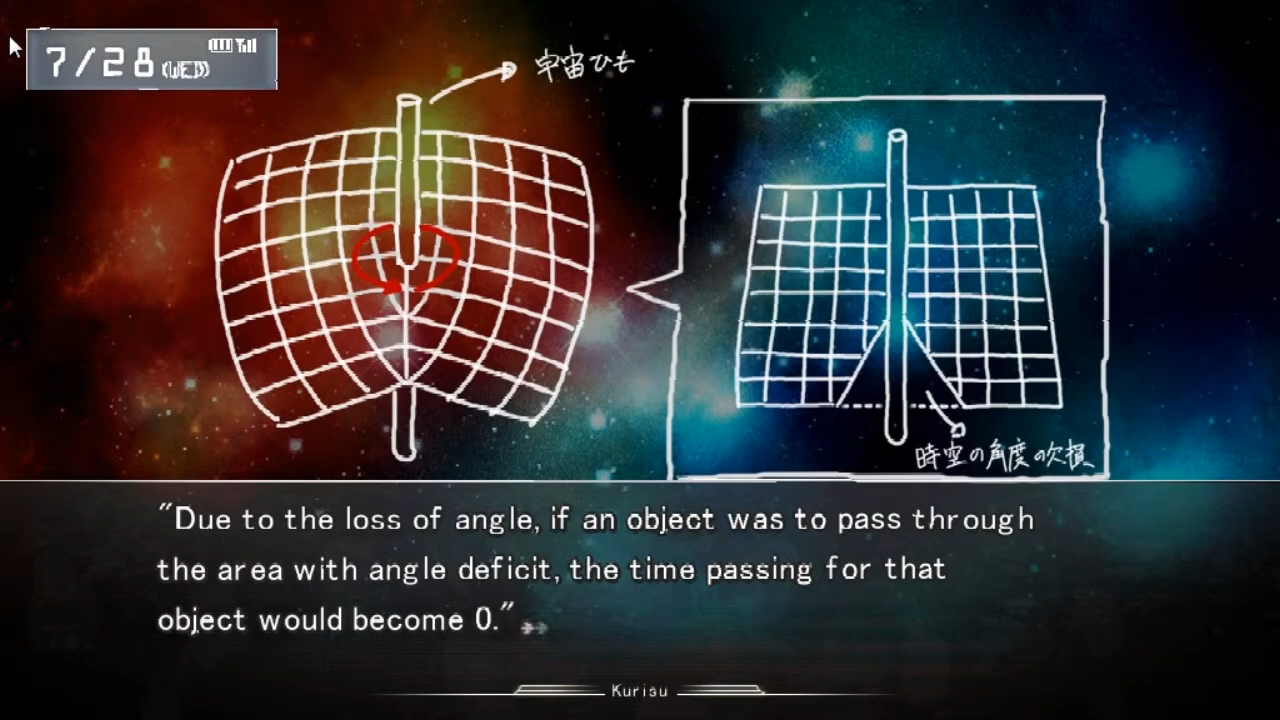 7/28(WED)
宇宙ひも
時空の角度の欠損
"Due to the loss of angle, if an object was to pass through
the area with angle deficit, the time passing for that
object would become 0."
Kurisu